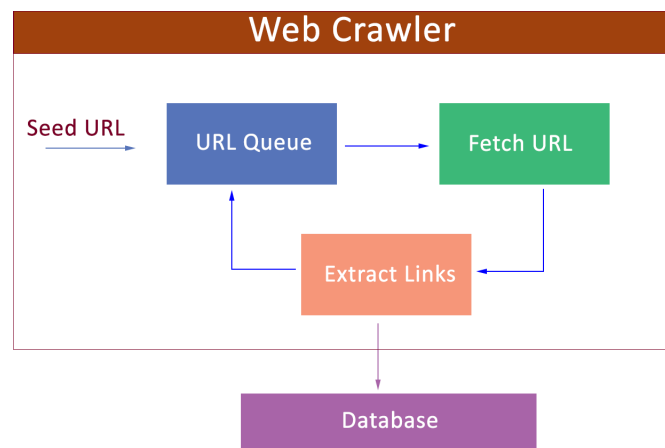 Web Crawler
Seed URL
URL Queue
Fetch URL
Extract Links
Database